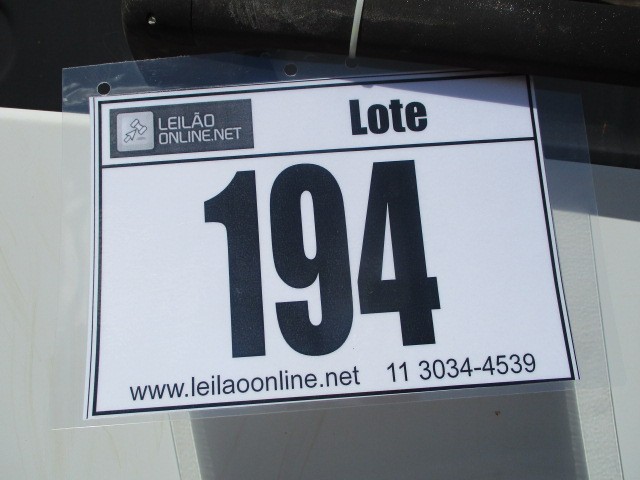 LEILÃO
ONLINE.NET
Lote
194
www.leilaoonline.net 11 3034-4539